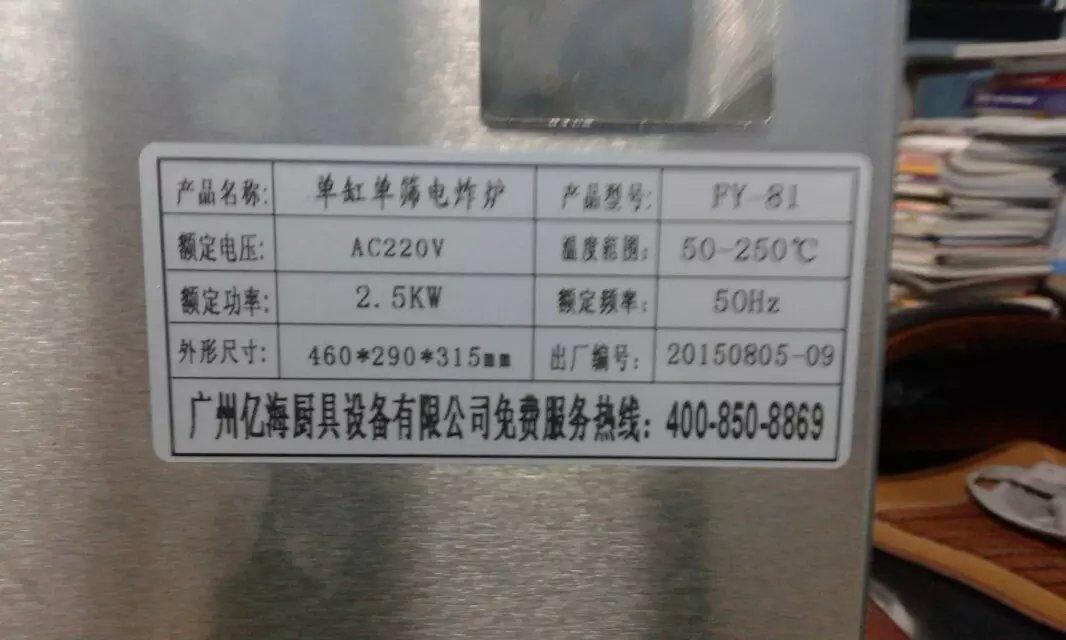 产品名称: 单缸单筛电炸炉 产品型号: FY-81
额定电压: AC220V 温度范围: 50-250℃
额定功率: 2.5KW 额定频率: 50Hz
外形尺寸: 460*290*315mm 出厂编号: 20150805-09
广州亿海厨具设备有限公司免费服务热线: 400-850-8869